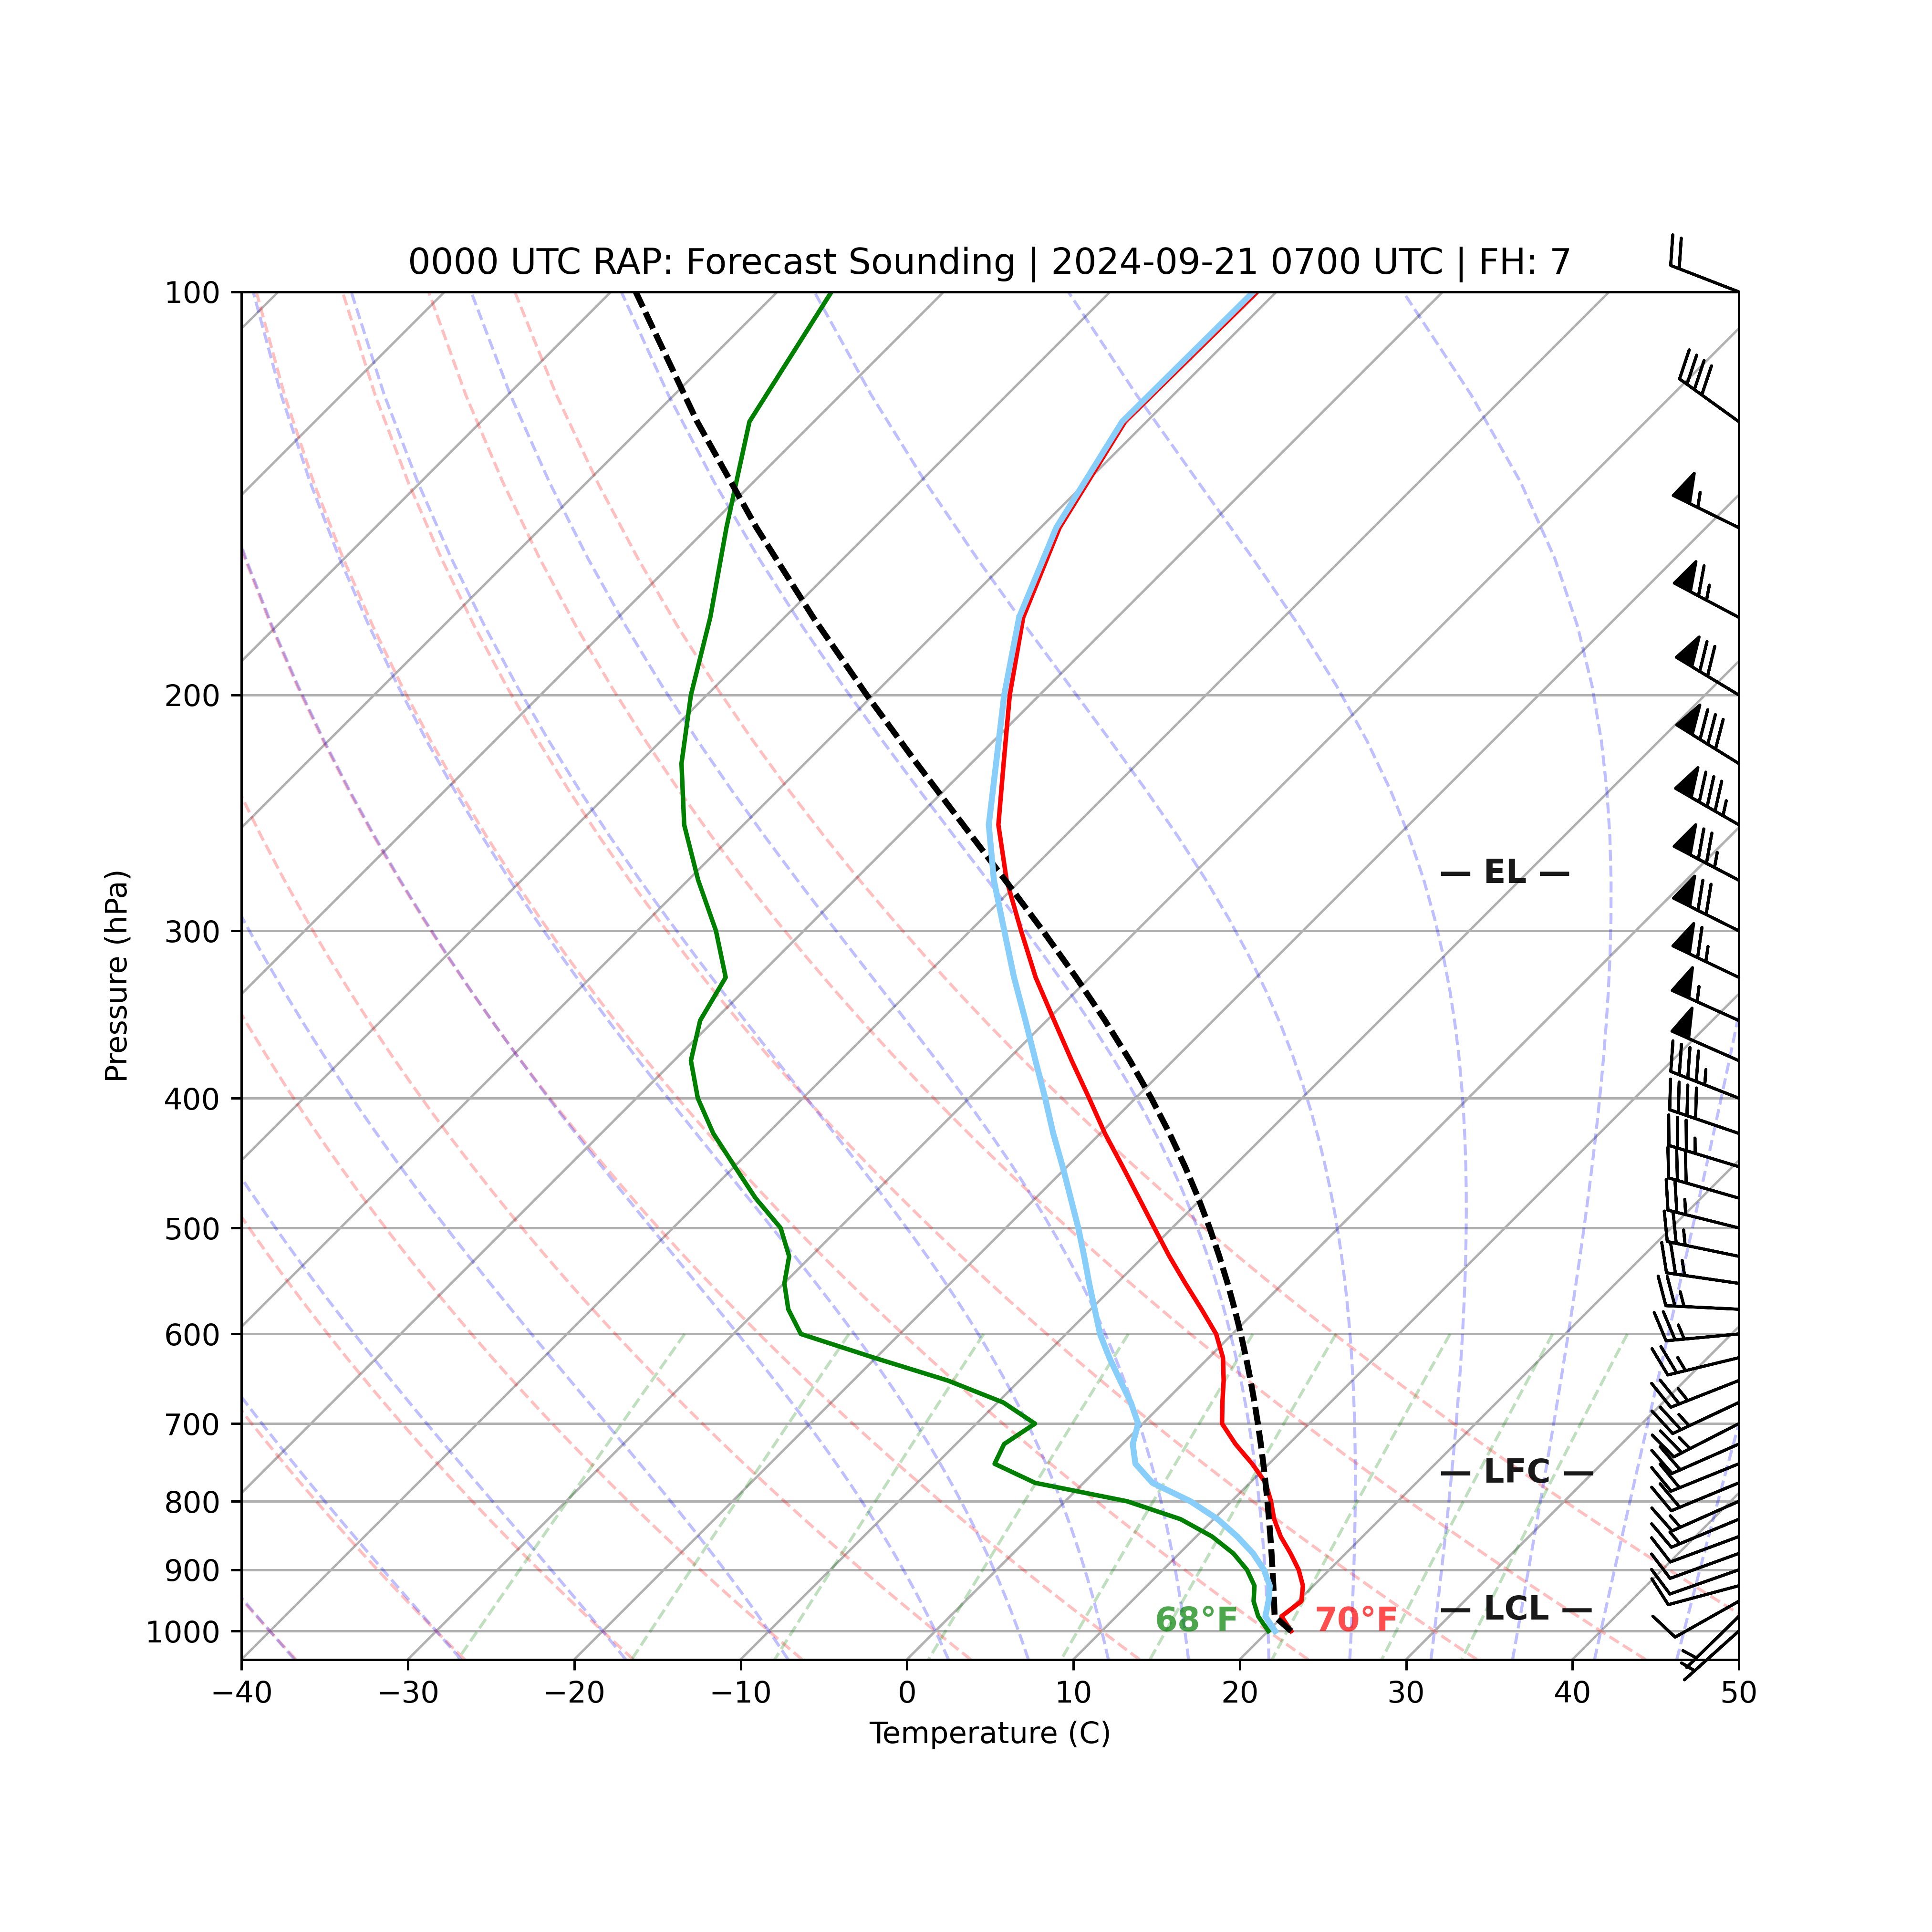 0000 UTC RAP: Forecast Sounding | 2024-09-21 0700 UTC | FH: 7
100
200
300
400
500
600
700
800
900
1000
Pressure (hPa)
— EL —
— LFC —
— LCL —
68°F
70°F
−40 −30 −20 −10 0 10 20 30 40 50
Temperature (C)